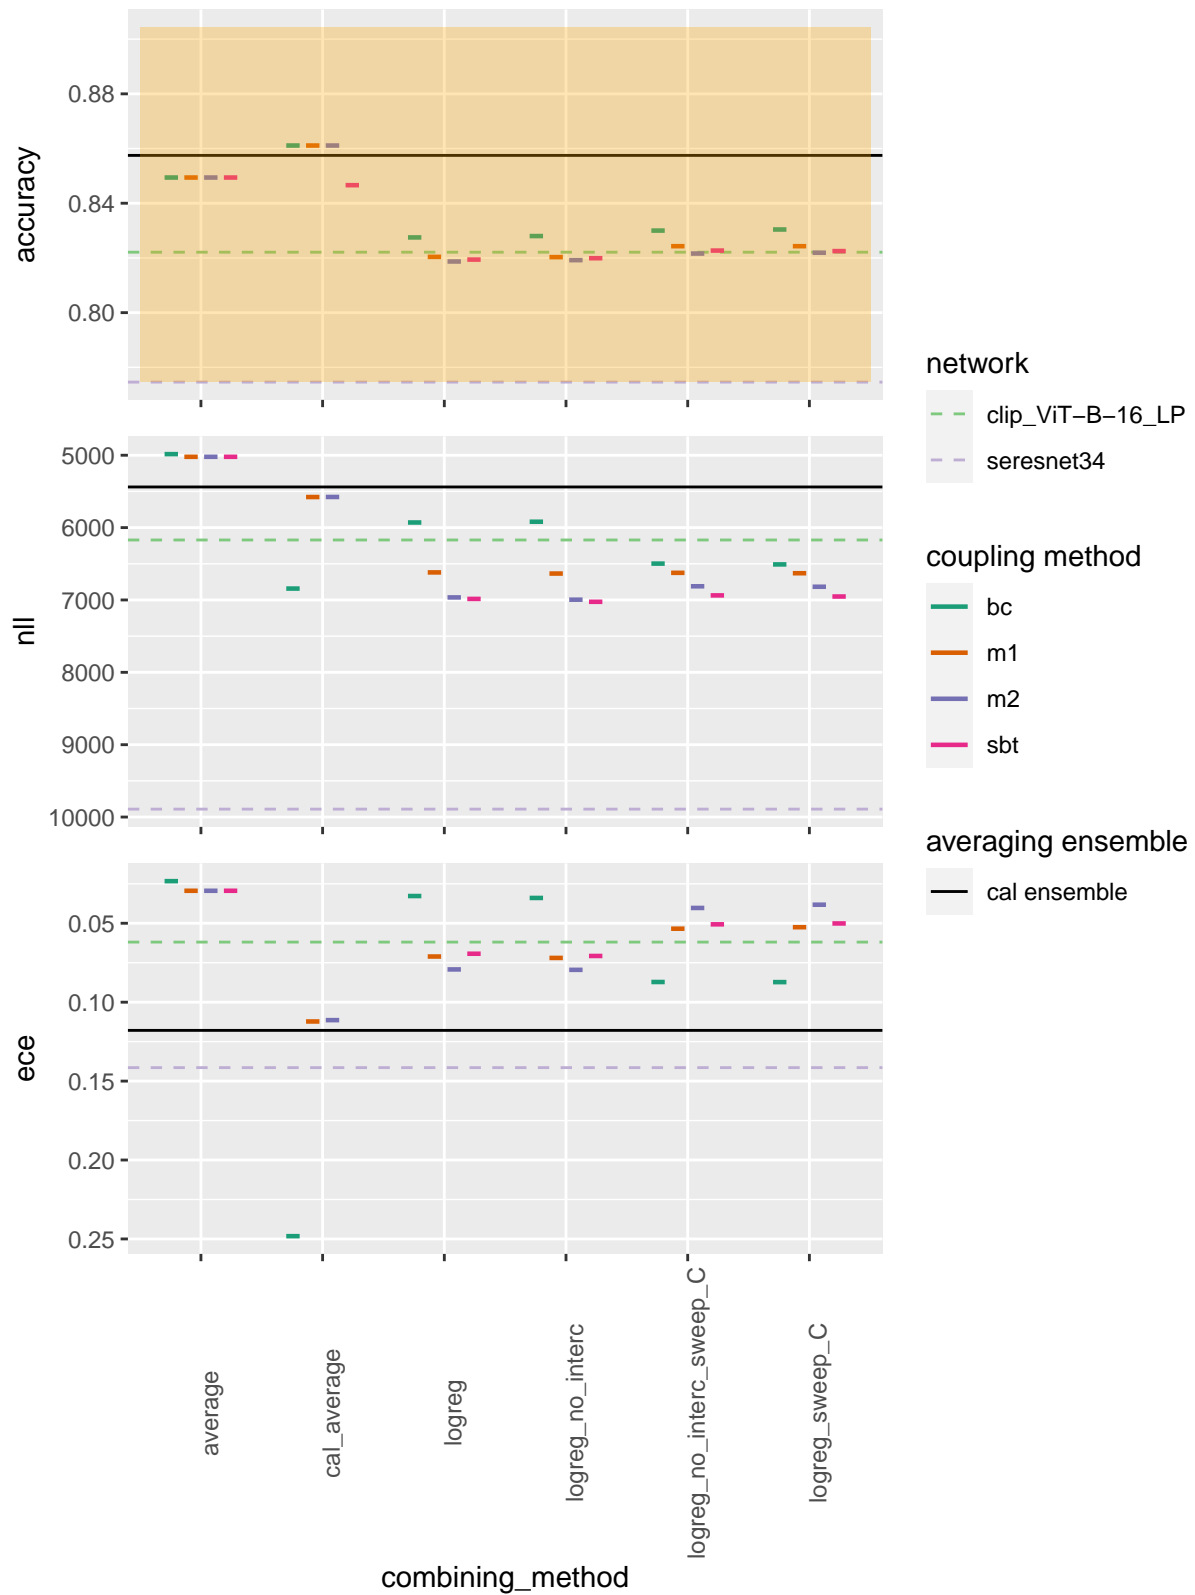 accuracy
0.88
0.84
0.80
nll
5000
6000
7000
8000
9000
10000
ece
0.05
0.10
0.15
0.20
0.25
average
cal_average
logreg
logreg_no_interc
logreg_no_interc_sweep_C
logreg_sweep_C
combining_method
network
clip_ViT−B−16_LP
seresnet34
coupling method
bc
m1
m2
sbt
averaging ensemble
cal ensemble